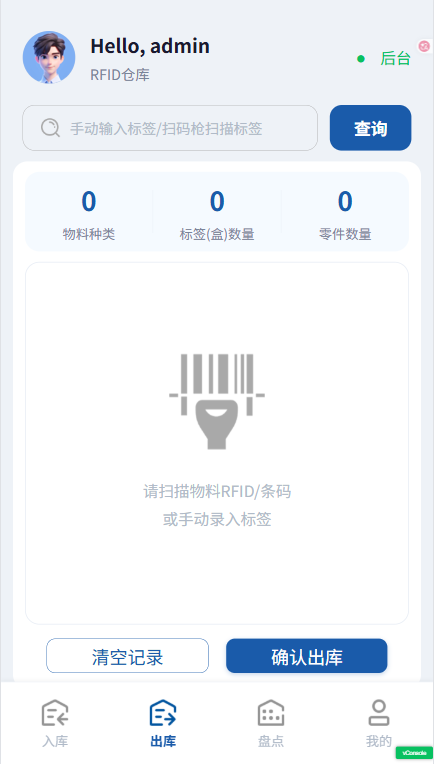 Hello, admin
RFID仓库
后台
手动输入标签/扫码枪扫描标签
查询
0
0
0
物料种类
标签(盒)数量
零件数量
请扫描物料RFID/条码
或手动录入标签
清空记录
确认出库
入库
出库
盘点
我的
vConsole